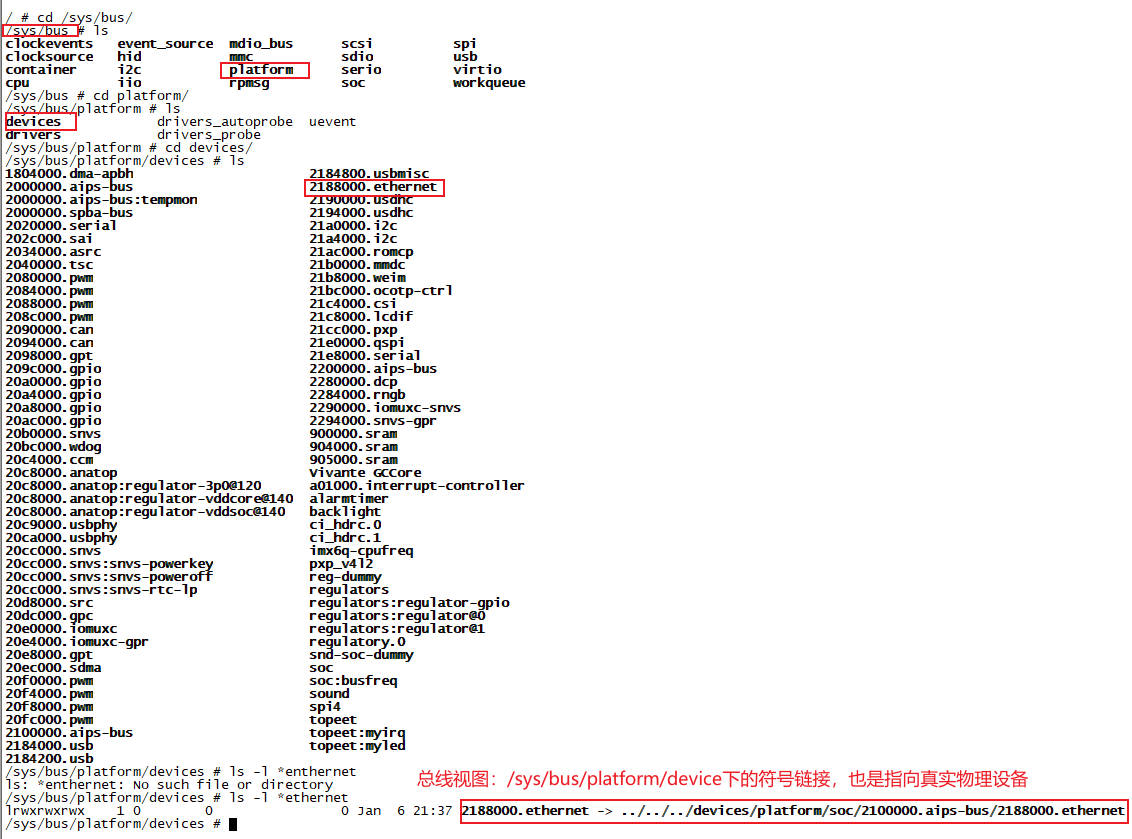 / # cd /sys/bus/
/sys/bus # ls
clockevents event_source mdio_bus scsi spi
clocksource hid mmc sdio usb
container i2c platform serio virtio
cpu iio rpmsg soc workqueue
/sys/bus # cd platform/
/sys/bus/platform # ls
devices drivers_autoprobe uevent
drivers drivers_probe
/sys/bus/platform # cd devices/
/sys/bus/platform/devices # ls
1804000.dma-apbh 2184800.usbmisc
2000000.aips-bus 2188000.ethernet
2000000.aips-bus:tempmon 2190000.usdhc
2000000.spba-bus 2194000.usdhc
2020000.serial 21a0000.i2c
202c000.sai 21a4000.i2c
2034000.asrc 21ac000.romcp
2040000.tsc 21b0000.mmdc
2080000.pwm 21b8000.weim
2084000.pwm 21bc000.ocotp-ctrl
2088000.pwm 21c4000.csi
208c000.pwm 21c8000.lcdif
2090000.can 21cc000.pxp
2094000.can 21e0000.qspi
2098000.gpt 21e8000.serial
209c000.gpio 2200000.aips-bus
20a0000.gpio 2280000.dcp
20a4000.gpio 2284000.rngb
20a8000.gpio 2290000.iomuxc-snvs
20ac000.gpio 2294000.snvs-gpr
20b0000.snvs 900000.sram
20bc000.wdog 904000.sram
20c4000.ccm 905000.sram
20c8000.anatop Vivante GCCore
20c8000.anatop:regulator-3p0@120 a01000.interrupt-controller
20c8000.anatop:regulator-vddcore@140 alarmtimer
20c8000.anatop:regulator-vddsoc@140 backlight
20c9000.usbphy ci_hdrc.0
20ca000.usbphy ci_hdrc.1
20cc000.snvs imx6q-cpufreq
20cc000.snvs:snvs-powerkey pxp_v4l2
20cc000.snvs:snvs-poweroff reg-dummy
20cc000.snvs:snvs-rtc-lp regulators
20d8000.src regulators:regulator-gpio
20dc000.gpc regulators:regulator@0
20e0000.iomuxc regulators:regulator@1
20e4000.iomuxc-gpr regulatory.0
20e8000.gpt snd-soc-dummy
20ec000.sdma soc
20f0000.pwm soc:busfreq
20f4000.pwm sound
20f8000.pwm spi4
20fc000.pwm topeet
2100000.aips-bus topeet:myirq
2184000.usb topeet:myled
2184200.usb
/sys/bus/platform/devices # ls -l *enthernet
ls: *enthernet: No such file or directory
总线视图：/sys/bus/platform/device下的符号链接，也是指向真实物理设备
/sys/bus/platform/devices # ls -l *ethernet
lrwxrwxrwx 1 0 0 0 Jan 6 21:37 2188000.ethernet -> ../../../devices/platform/soc/2100000.aips-bus/2188000.ethernet
/sys/bus/platform/devices #